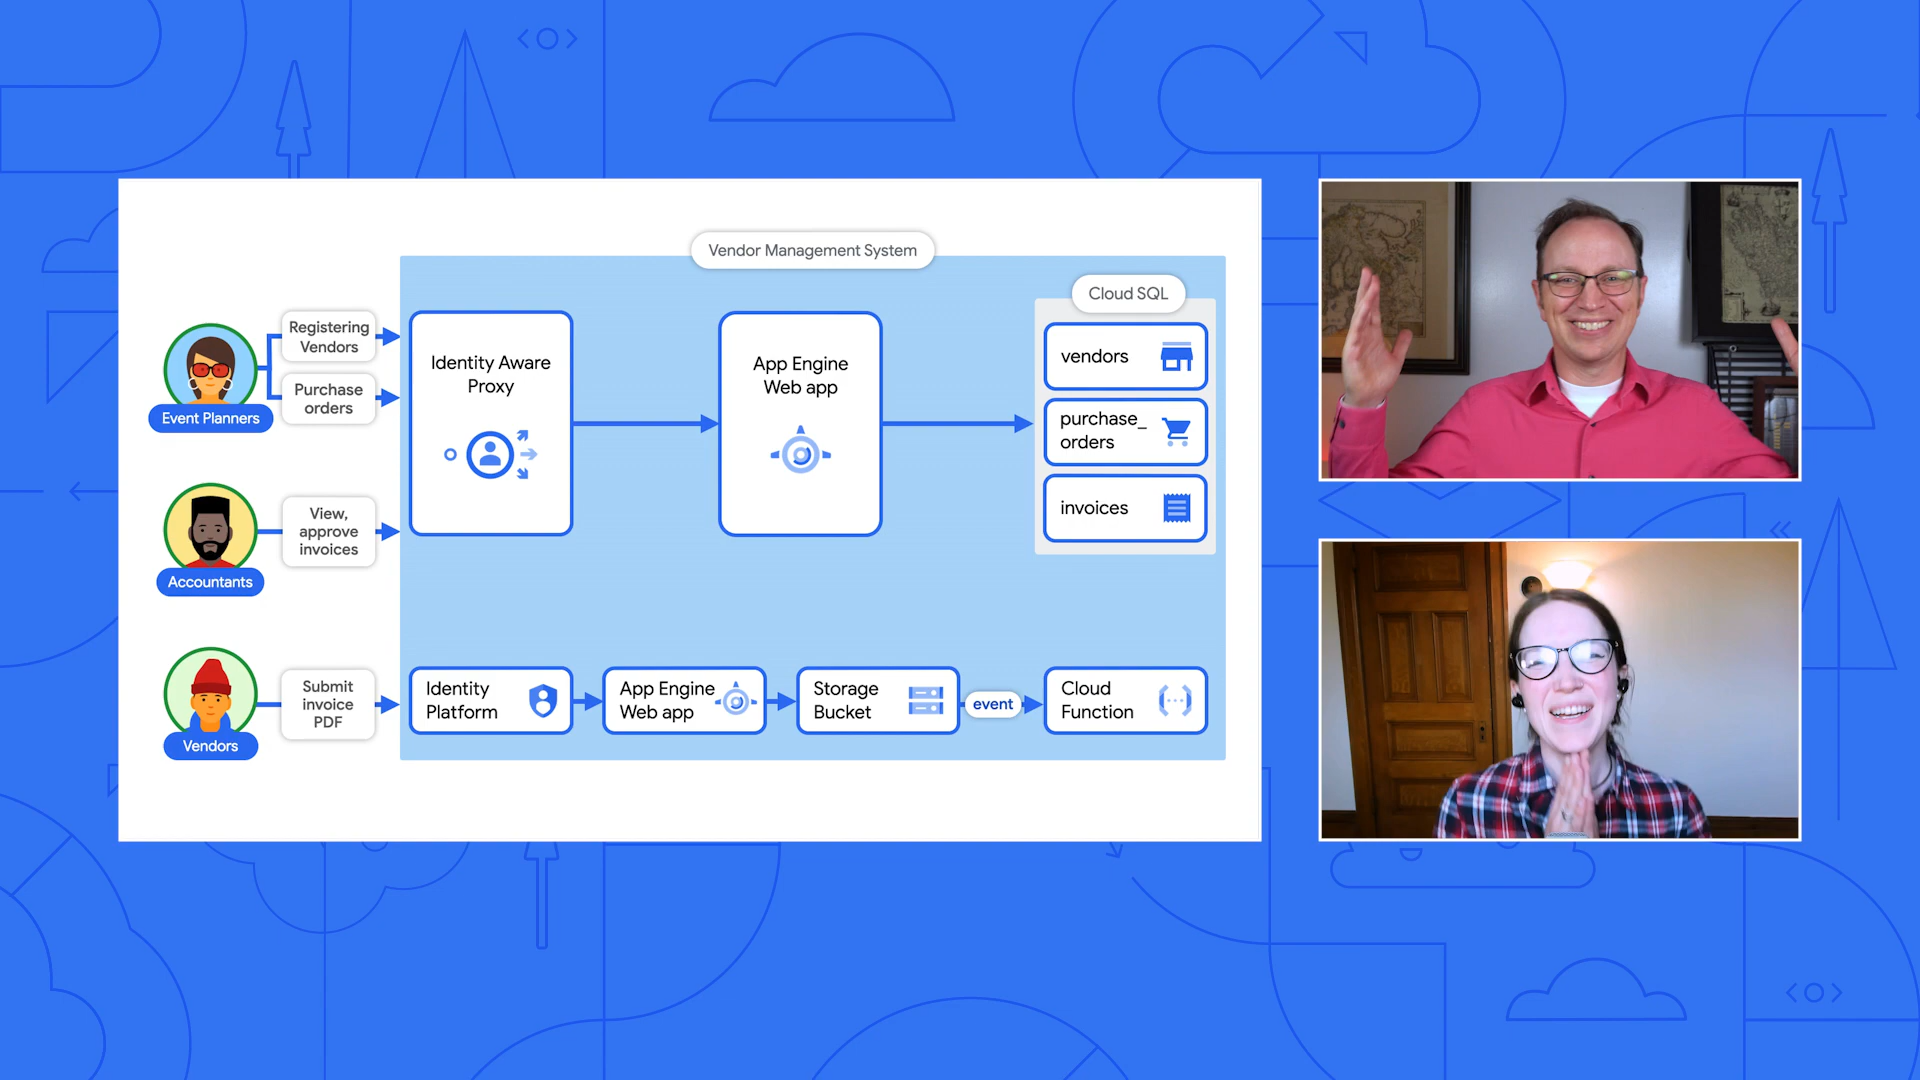 Vendor Management System
Cloud SQL
Registering
Vendors
Purchase
orders
Event Planners
Identity Aware
Proxy
App Engine
Web app
vendors
purchase_
orders
invoices
View,
approve
invoices
Accountants
Submit
invoice
PDF
Vendors
Identity
Platform
App Engine
Web app
Storage
Bucket
event
Cloud
Function